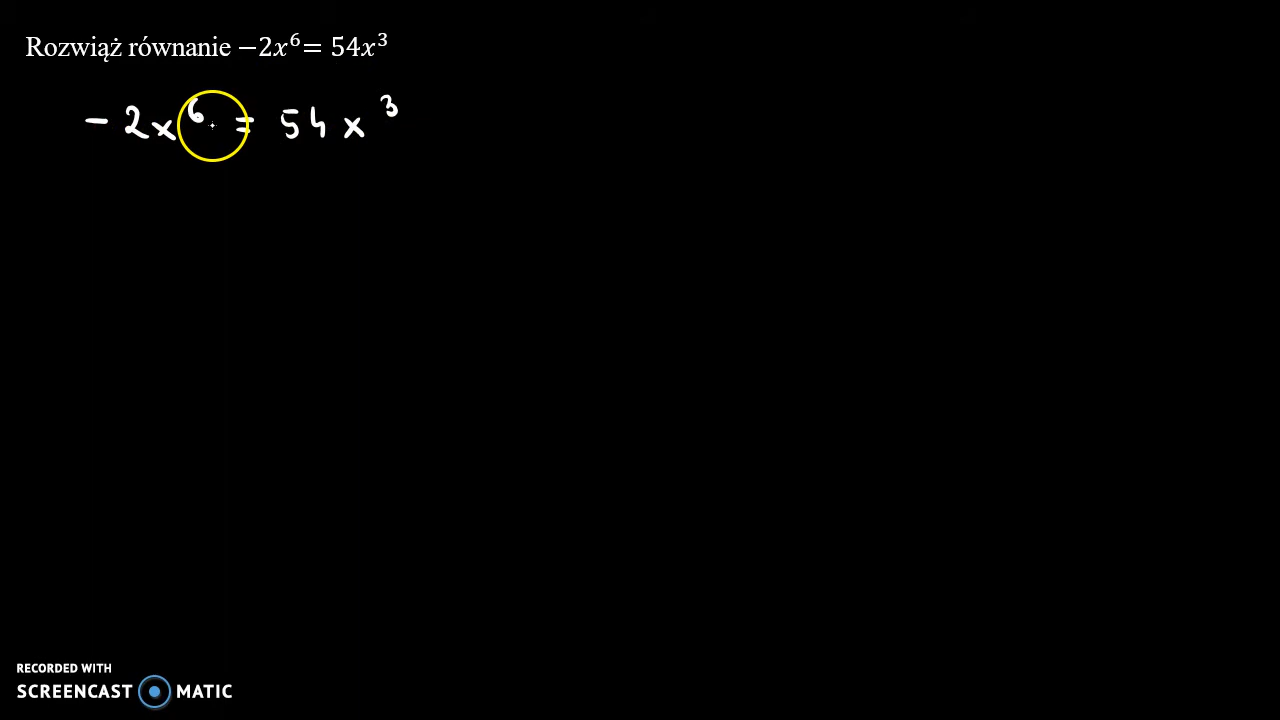 Rozwiąż równanie −2x⁶= 54x³
- 2x⁶ = 54x³
RECORDED WITH
SCREENCAST MATIC